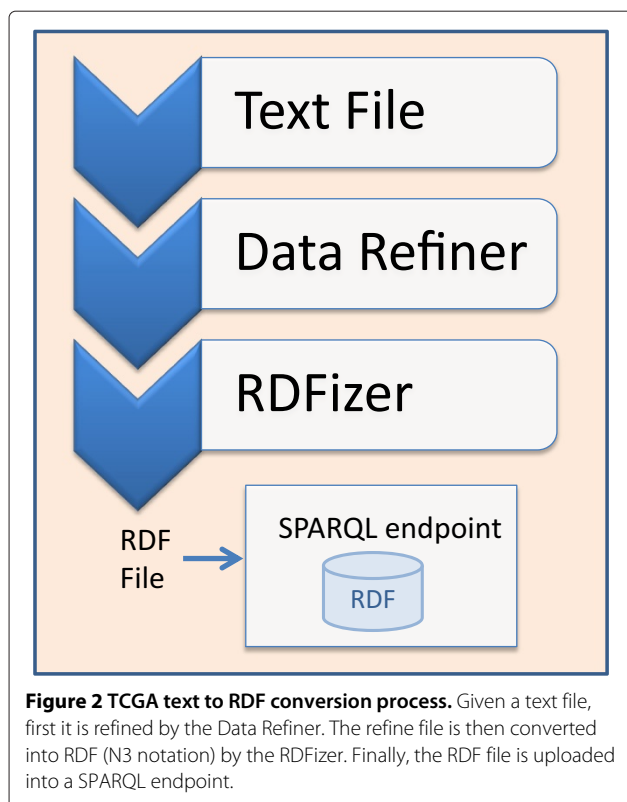 Text File
Data Refiner
RDFizer
RDF
File
SPARQL endpoint
RDF
Figure 2 TCGA text to RDF conversion process. Given a text file,
first it is refined by the Data Refiner. The refine file is then converted
into RDF (N3 notation) by the RDFizer. Finally, the RDF file is uploaded
into a SPARQL endpoint.